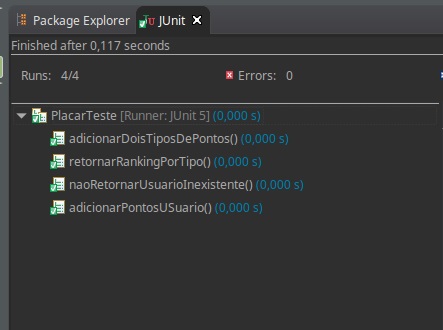 Package Explorer JUnit
Finished after 0,117 seconds
Runs: 4/4 Errors: 0
PlacarTeste [Runner: JUnit 5] (0,000 s)
adicionarDoisTiposDePontos() (0,000 s)
retornarRankingPorTipo() (0,000 s)
naoRetornarUsuarioInexistente() (0,000 s)
adicionarPontosUSuario() (0,000 s)